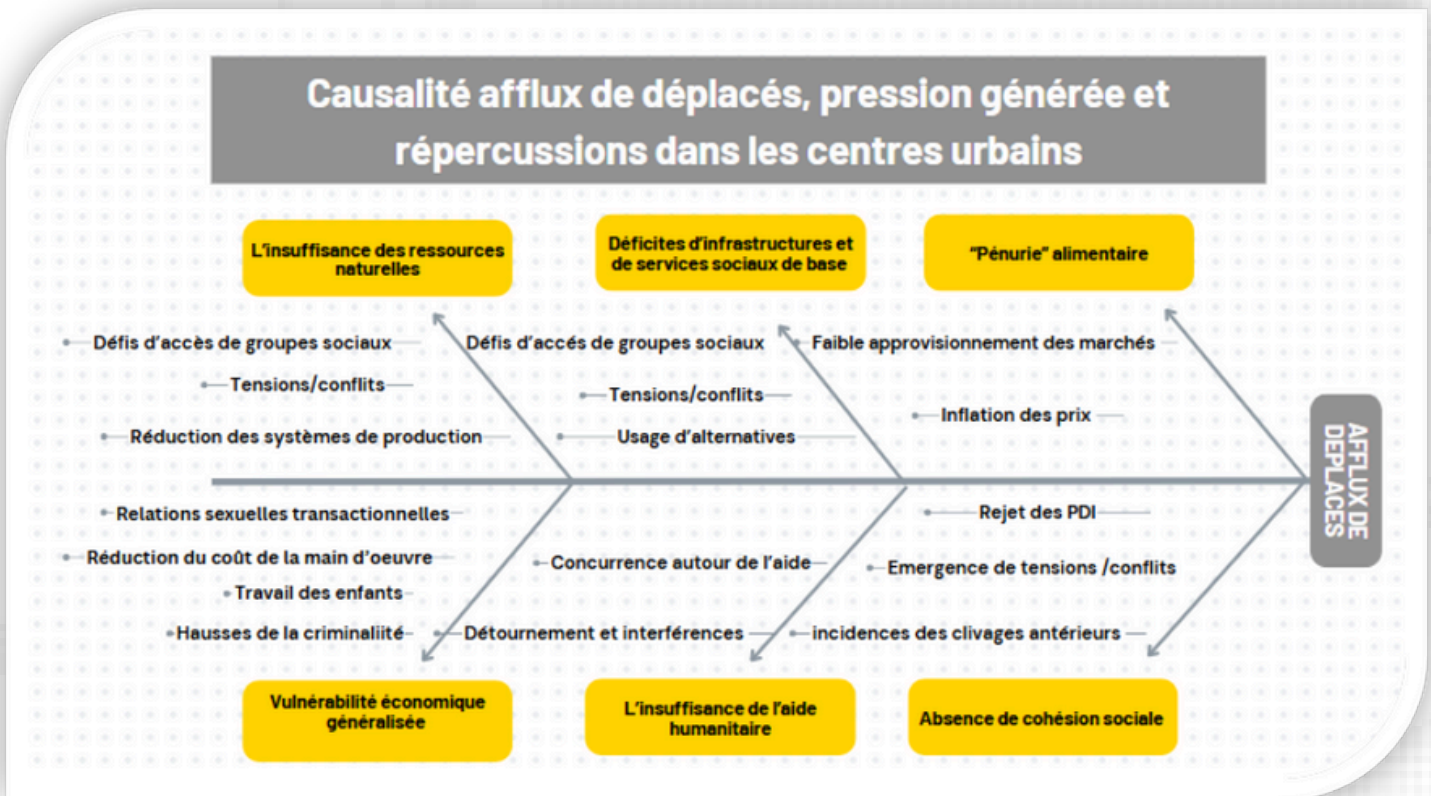 Causalité afflux de déplacés, pression générée et
répercussions dans les centres urbains
L'insuffisance des ressources
naturelles
Déficites d'infrastructures et
de services sociaux de base
"Pénurie" alimentaire
Défis d'accès de groupes sociaux
Défis d'accés de groupes sociaux
Faible approvisionnement des marchés
Tensions/conflits
Tensions/conflits
Inflation des prix
Réduction des systèmes de production
Usage d'alternatives
AFFLUX DE
DEPLACES
Relations sexuelles transactionnelles
Rejet des PDI
Réduction du coût de la main d'oeuvre
Concurrence autour de l'aide
Emergence de tensions /conflits
Travail des enfants
Hausses de la criminaliité
Détournement et interférences
incidences des clivages antérieurs
Vulnérabilité économique
généralisée
L'insuffisance de l'aide
humanitaire
Absence de cohésion sociale